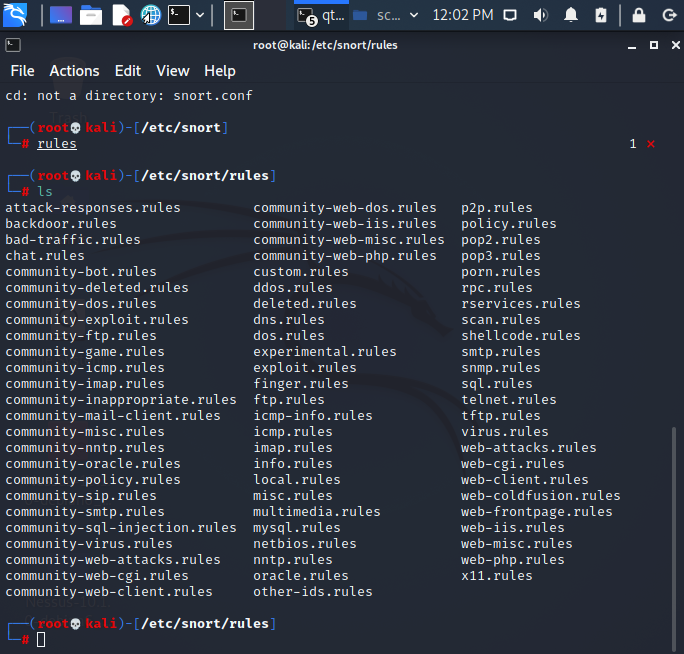 5 qt... sc... 12:02 PM
root@kali:/etc/snort/rules
File Actions Edit View Help
cd: not a directory: snort.conf
┌──(root💀kali)-[/etc/snort]
└─# rules 1 ⨯
┌──(root💀kali)-[/etc/snort/rules]
└─# ls
attack-responses.rules community-web-dos.rules p2p.rules
backdoor.rules community-web-iis.rules policy.rules
bad-traffic.rules community-web-misc.rules pop2.rules
chat.rules community-web-php.rules pop3.rules
community-bot.rules custom.rules porn.rules
community-deleted.rules ddos.rules rpc.rules
community-dos.rules deleted.rules rservices.rules
community-exploit.rules dns.rules scan.rules
community-ftp.rules dos.rules shellcode.rules
community-game.rules experimental.rules smtp.rules
community-icmp.rules exploit.rules snmp.rules
community-imap.rules finger.rules sql.rules
community-inappropriate.rules ftp.rules telnet.rules
community-mail-client.rules icmp-info.rules tftp.rules
community-misc.rules icmp.rules virus.rules
community-nntp.rules imap.rules web-attacks.rules
community-oracle.rules info.rules web-cgi.rules
community-policy.rules local.rules web-client.rules
community-sip.rules misc.rules web-coldfusion.rules
community-smtp.rules multimedia.rules web-frontpage.rules
community-sql-injection.rules mysql.rules web-iis.rules
community-virus.rules netbios.rules web-misc.rules
community-web-attacks.rules nntp.rules web-php.rules
community-web-cgi.rules oracle.rules x11.rules
community-web-client.rules other-ids.rules
┌──(root💀kali)-[/etc/snort/rules]
└─#